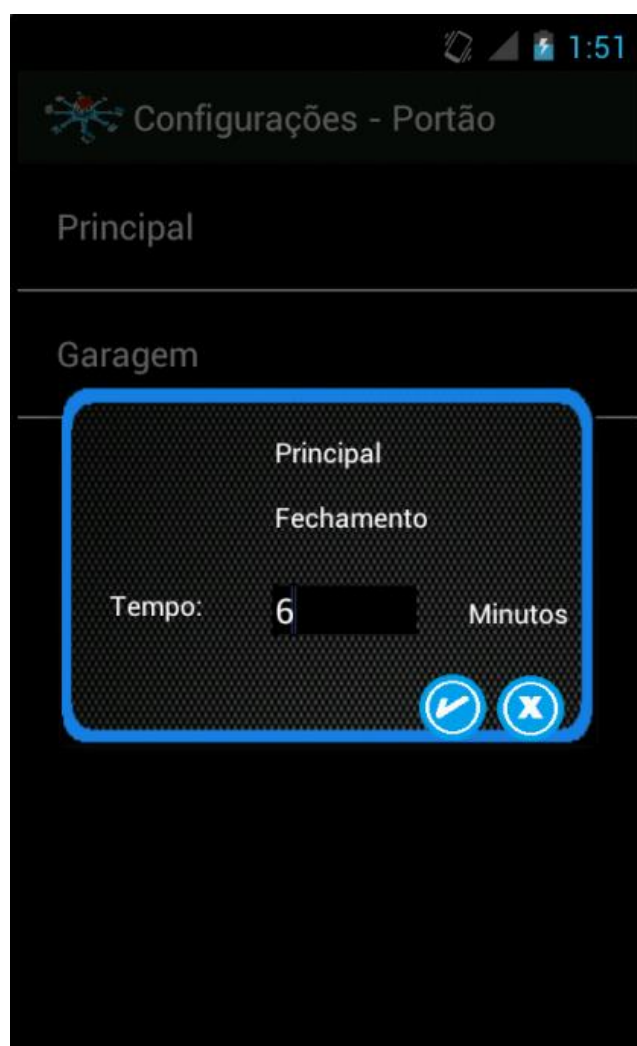 1:51
Configurações - Portão
Principal
Garagem
Principal
Fechamento
Tempo: 6 Minutos